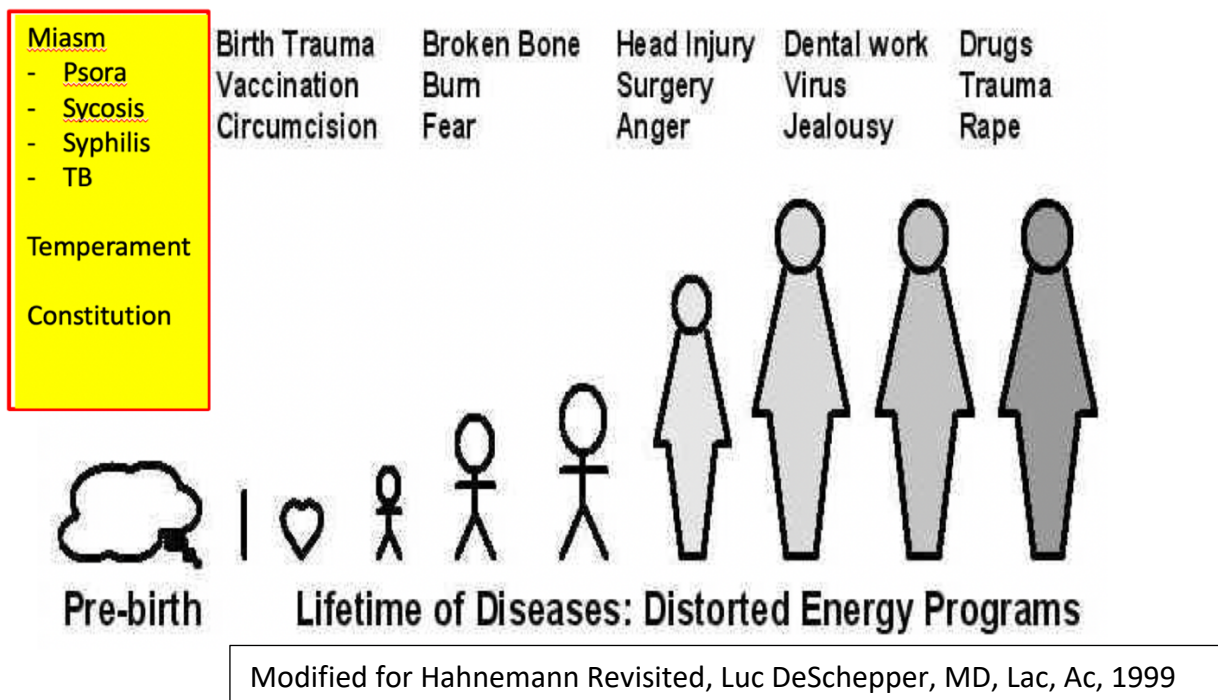 Miasm
- Psora
- Sycosis
- Syphilis
- TB
Temperament
Constitution
Birth Trauma
Vaccination
Circumcision
Broken Bone
Burn
Fear
Head Injury
Surgery
Anger
Dental work
Virus
Jealousy
Drugs
Trauma
Rape
Pre-birth
Lifetime of Diseases: Distorted Energy Programs
Modified for Hahnemann Revisited, Luc DeSchepper, MD, Lac, Ac, 1999